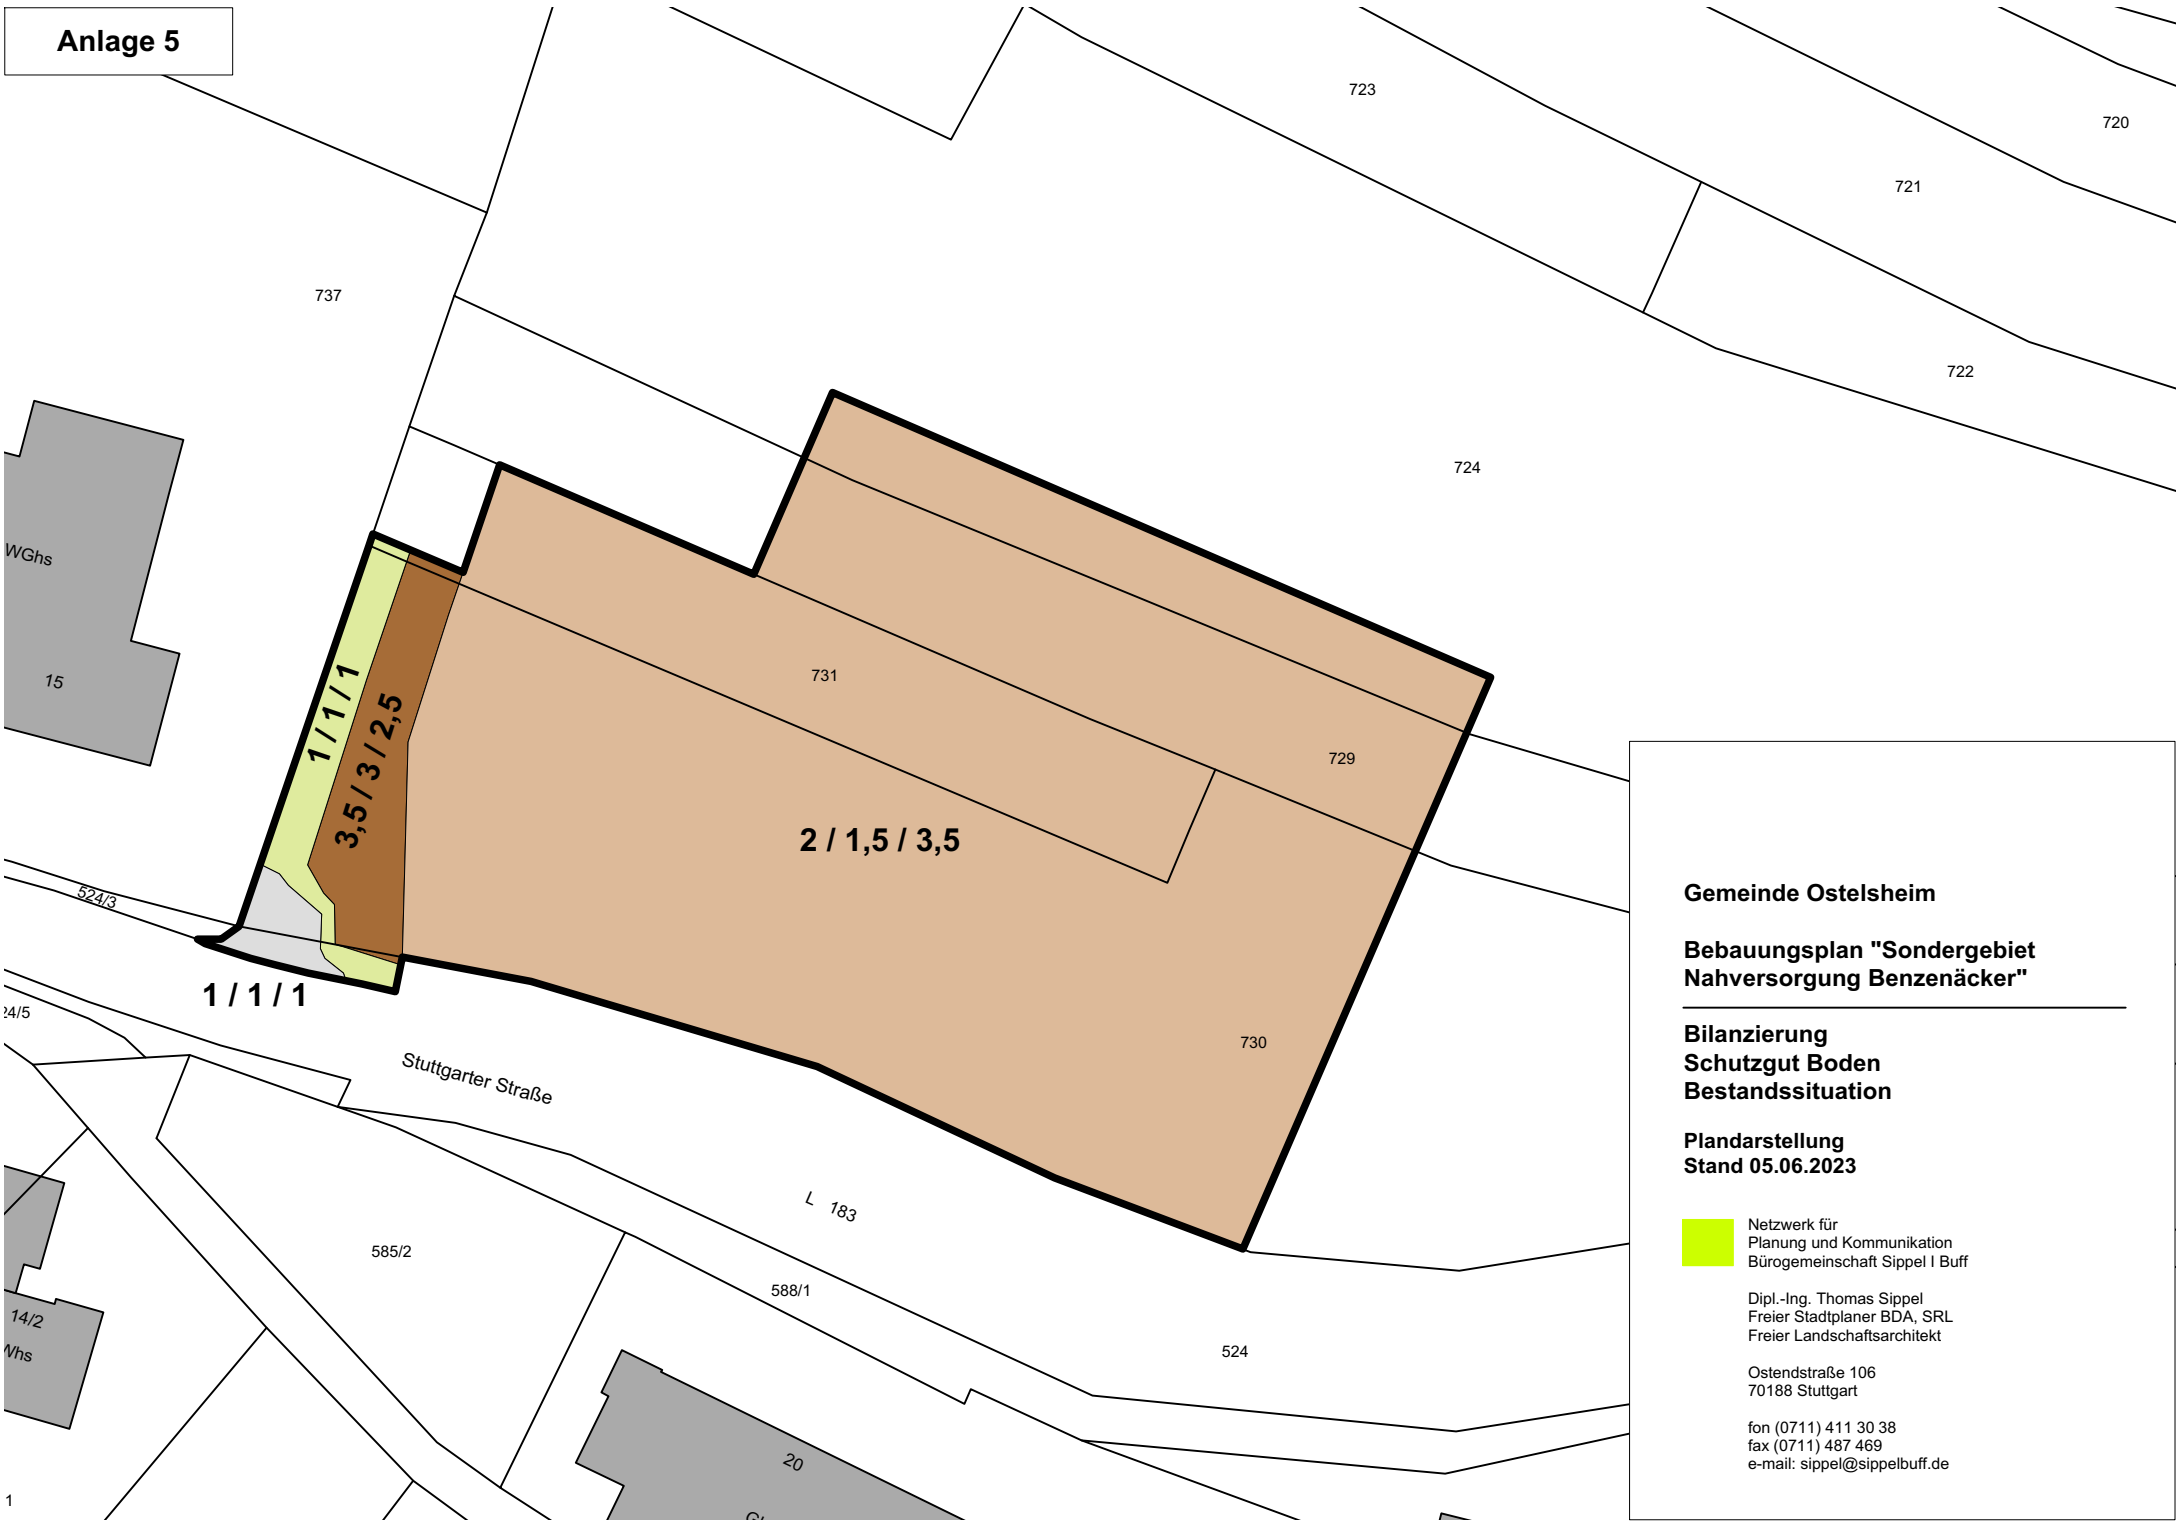 Anlage 5
723
720
721
737
722
724
WGhs
15
731
729
1 / 1 / 1
3,5 / 3 / 2,5
2 / 1,5 / 3,5
524/3
1 / 1 / 1
24/5
730
Stuttgarter Straße
L 183
585/2
588/1
14/2
Whs
524
20
1
Gemeinde Ostelsheim
Bebauungsplan "Sondergebiet
Nahversorgung Benzenäcker"
Bilanzierung
Schutzgut Boden
Bestandssituation
Plandarstellung
Stand 05.06.2023
Netzwerk für
Planung und Kommunikation
Bürogemeinschaft Sippel I Buff
Dipl.-Ing. Thomas Sippel
Freier Stadtplaner BDA, SRL
Freier Landschaftsarchitekt
Ostendstraße 106
70188 Stuttgart
fon (0711) 411 30 38
fax (0711) 487 469
e-mail: sippel@sippelbuff.de